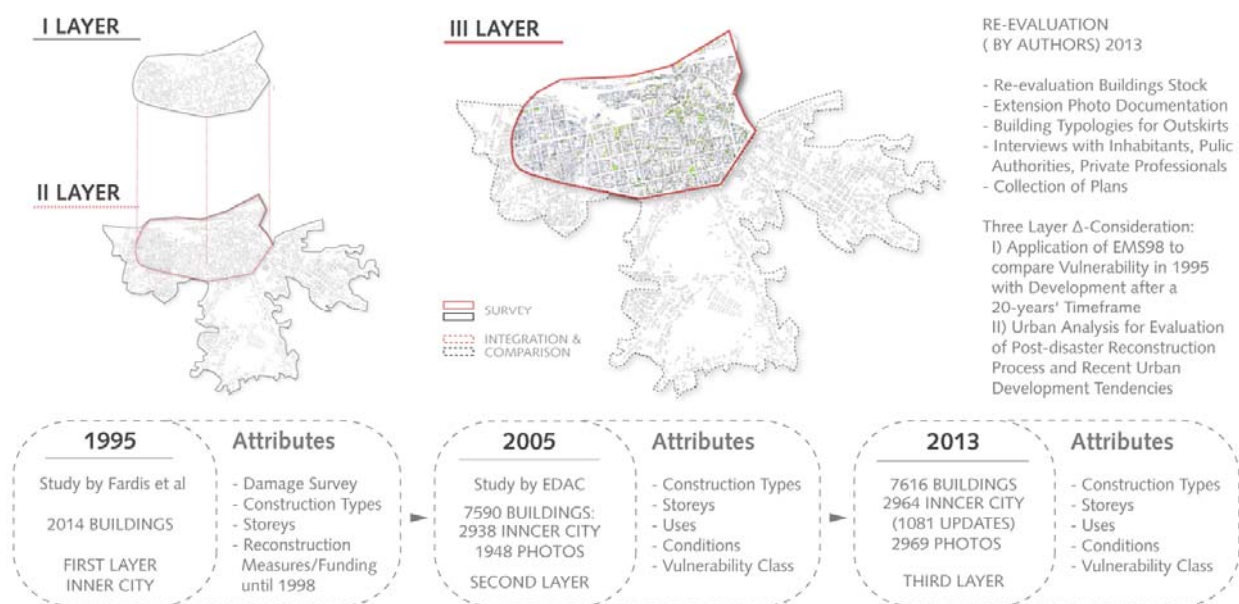 I LAYER
II LAYER
III LAYER
SURVEY
INTEGRATION &
COMPARISON
RE-EVALUATION
( BY AUTHORS) 2013
- Re-evaluation Buildings Stock
- Extension Photo Documentation
- Building Typologies for Outskirts
- Interviews with Inhabitants, Pulic
Authorities, Private Professionals
- Collection of Plans
Three Layer Δ-Consideration:
I) Application of EMS98 to
compare Vulnerability in 1995
with Development after a
20-years' Timeframe
II) Urban Analysis for Evaluation
of Post-disaster Reconstruction
Process and Recent Urban
Development Tendencies
1995
Study by Fardis et al
2014 BUILDINGS
FIRST LAYER
INNER CITY
Attributes
- Damage Survey
- Construction Types
- Storeys
- Reconstruction
Measures/Funding
until 1998
2005
Study by EDAC
7590 BUILDINGS:
2938 INNCER CITY
1948 PHOTOS
SECOND LAYER
Attributes
- Construction Types
- Storeys
- Uses
- Conditions
- Vulnerability Class
2013
7616 BUILDINGS
2964 INNCER CITY
(1081 UPDATES)
2969 PHOTOS
THIRD LAYER
Attributes
- Construction Types
- Storeys
- Uses
- Conditions
- Vulnerability Class